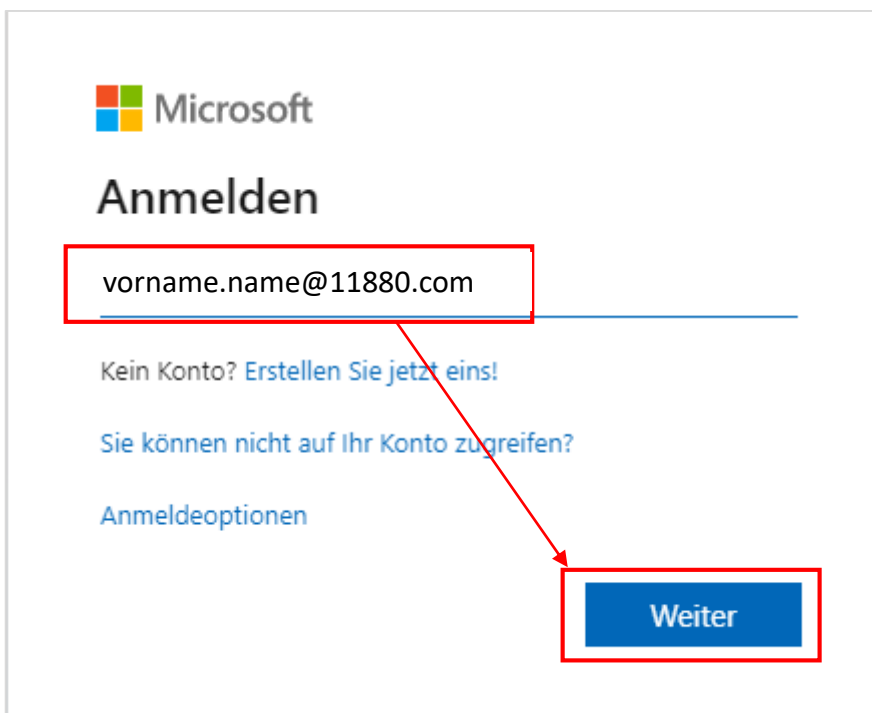 Microsoft
Anmelden
vorname.name@11880.com
Kein Konto? Erstellen Sie jetzt eins!
Sie können nicht auf Ihr Konto zugreifen?
Anmeldeoptionen
Weiter